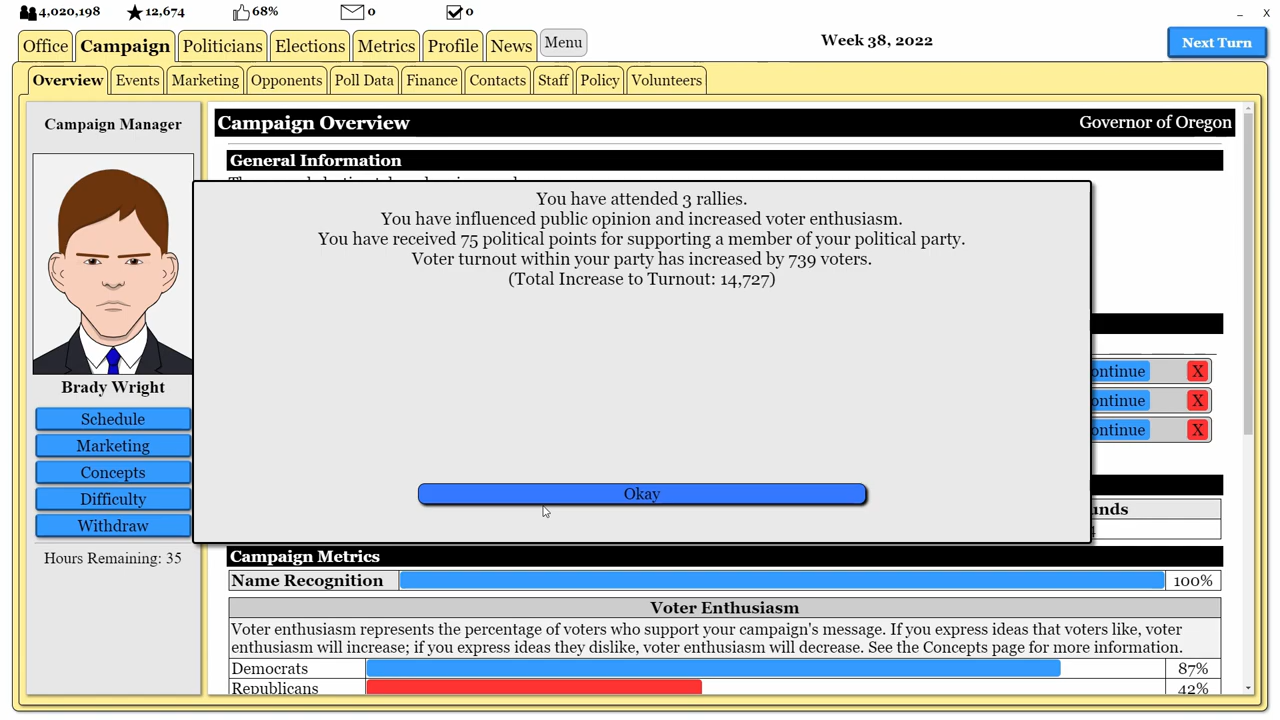 4,020,198 12,674 68% 0 0
_ X
Office Campaign Politicians Elections Metrics Profile News Menu
Week 38, 2022
Next Turn
Overview Events Marketing Opponents Poll Data Finance Contacts Staff Policy Volunteers
Campaign Manager
Brady Wright
Schedule
Marketing
Concepts
Difficulty
Withdraw
Hours Remaining: 35
Campaign Overview Governor of Oregon
General Information
You have attended 3 rallies.
You have influenced public opinion and increased voter enthusiasm.
You have received 75 political points for supporting a member of your political party.
Voter turnout within your party has increased by 739 voters.
(Total Increase to Turnout: 14,727)
Okay
ontinue X
ontinue X
ontinue X
unds
Campaign Metrics
Name Recognition 100%
Voter Enthusiasm
Voter enthusiasm represents the percentage of voters who support your campaign's message. If you express ideas that voters like, voter
enthusiasm will increase; if you express ideas they dislike, voter enthusiasm will decrease. See the Concepts page for more information.
Democrats 87%
Republicans 42%